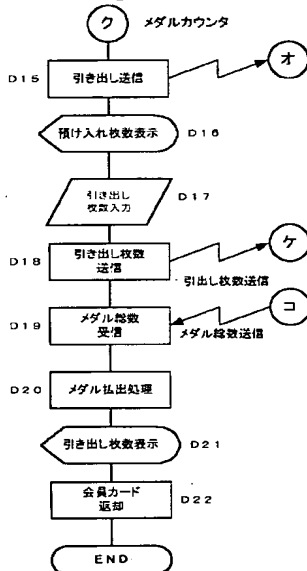 ク メダルカウンタ
オ
D15 引き出し送信
預け入れ枚数表示 D16
引き出し
枚数入力 D17
D18 引き出し枚数
送信 ケ
引出し枚数送信
コ
D19 メダル総数
受信 メダル総数送信
D20 メダル払出処理
引き出し枚数表示 D21
会員カード
返却 D22
END